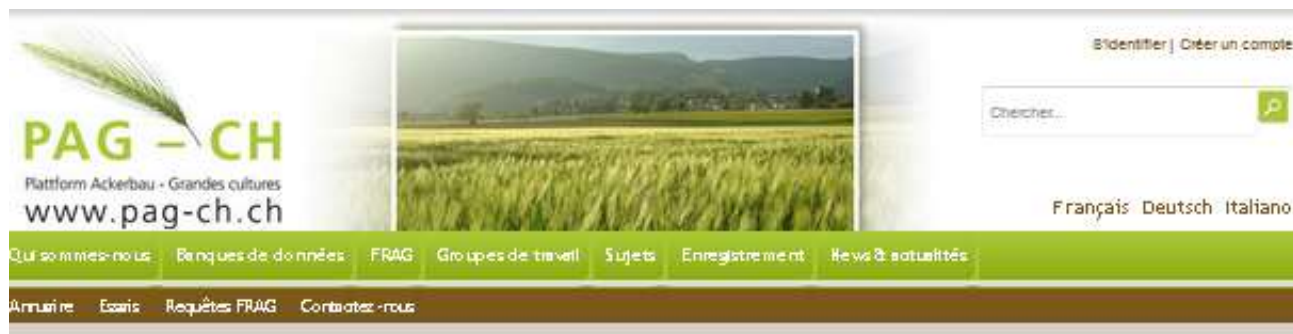 S'identifier | Créer un compte
Chercher...
PAG – CH
Plattform Ackerbau - Grandes cultures
www.pag-ch.ch
Français Deutsch Italiano
Qui sommes-nous Banques de données FRAG Groupes de travail Sujets Enregistrement News & actualités
Annuaire Essais Requêtes FRAG Contactez-nous